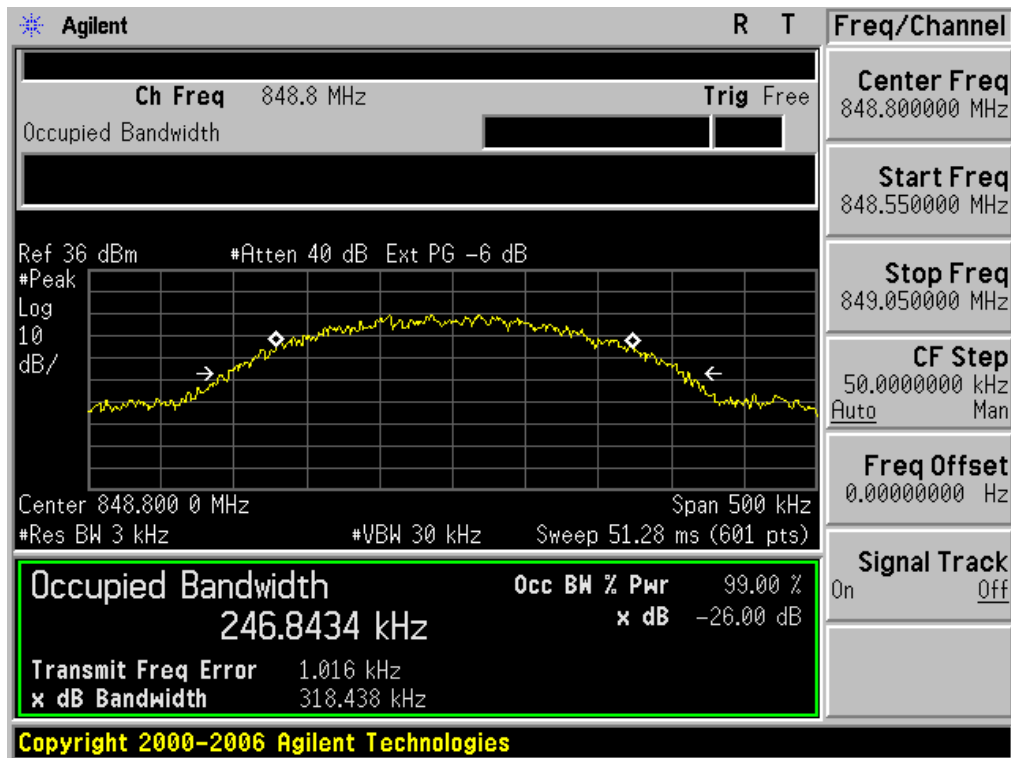 Agilent R T
Ch Freq 848.8 MHz Trig Free
Occupied Bandwidth
Ref 36 dBm #Atten 40 dB Ext PG -6 dB
#Peak
Log
10
dB/
Center 848.800 0 MHz Span 500 kHz
#Res BW 3 kHz #VBW 30 kHz Sweep 51.28 ms (601 pts)
Occupied Bandwidth Occ BW % Pwr 99.00 %
246.8434 kHz x dB -26.00 dB
Transmit Freq Error 1.016 kHz
x dB Bandwidth 318.438 kHz
Copyright 2000-2006 Agilent Technologies
Freq/Channel
Center Freq
848.800000 MHz
Start Freq
848.550000 MHz
Stop Freq
849.050000 MHz
CF Step
50.0000000 kHz
Auto Man
Freq Offset
0.00000000 Hz
Signal Track
On Off